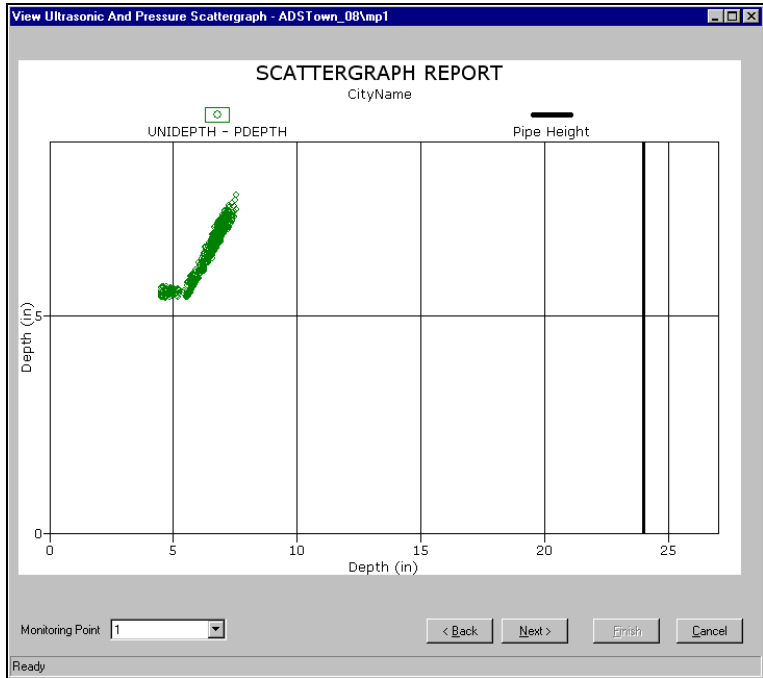 View Ultrasonic And Pressure Scattergraph - ADSTown_08\mp1
SCATTERGRAPH REPORT
CityName
UNIDEPTH - PDEPTH
Pipe Height
Depth (in)
5
0
0 5 10 15 20 25
Depth (in)
Monitoring Point 1
< Back Next > Finish Cancel
Ready